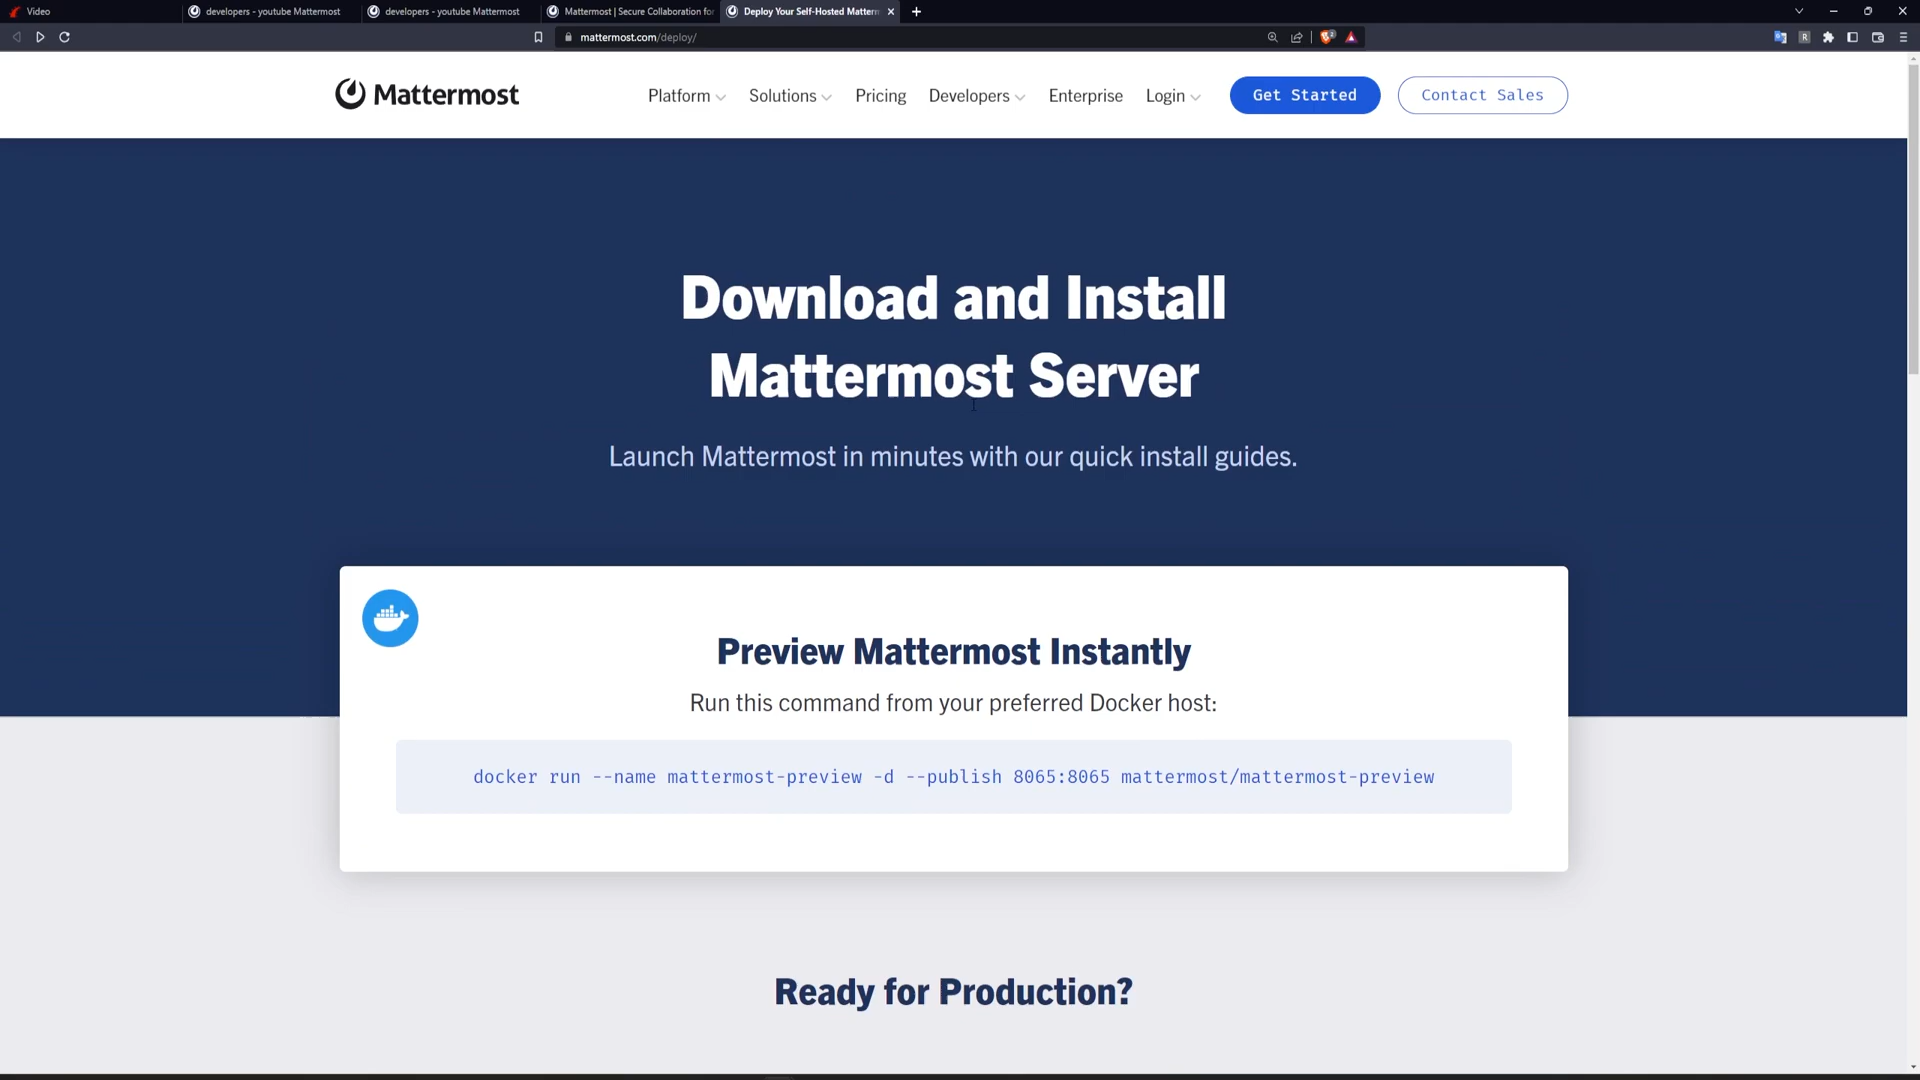 Video
developers - youtube Mattermost
developers - youtube Mattermost
Mattermost | Secure Collaboration for
Deploy Your Self-Hosted Matterm
mattermost.com/deploy/
Mattermost
Platform
Solutions
Pricing
Developers
Enterprise
Login
Get Started
Contact Sales
Download and Install
Mattermost Server
Launch Mattermost in minutes with our quick install guides.
Preview Mattermost Instantly
Run this command from your preferred Docker host:
docker run --name mattermost-preview -d --publish 8065:8065 mattermost/mattermost-preview
Ready for Production?